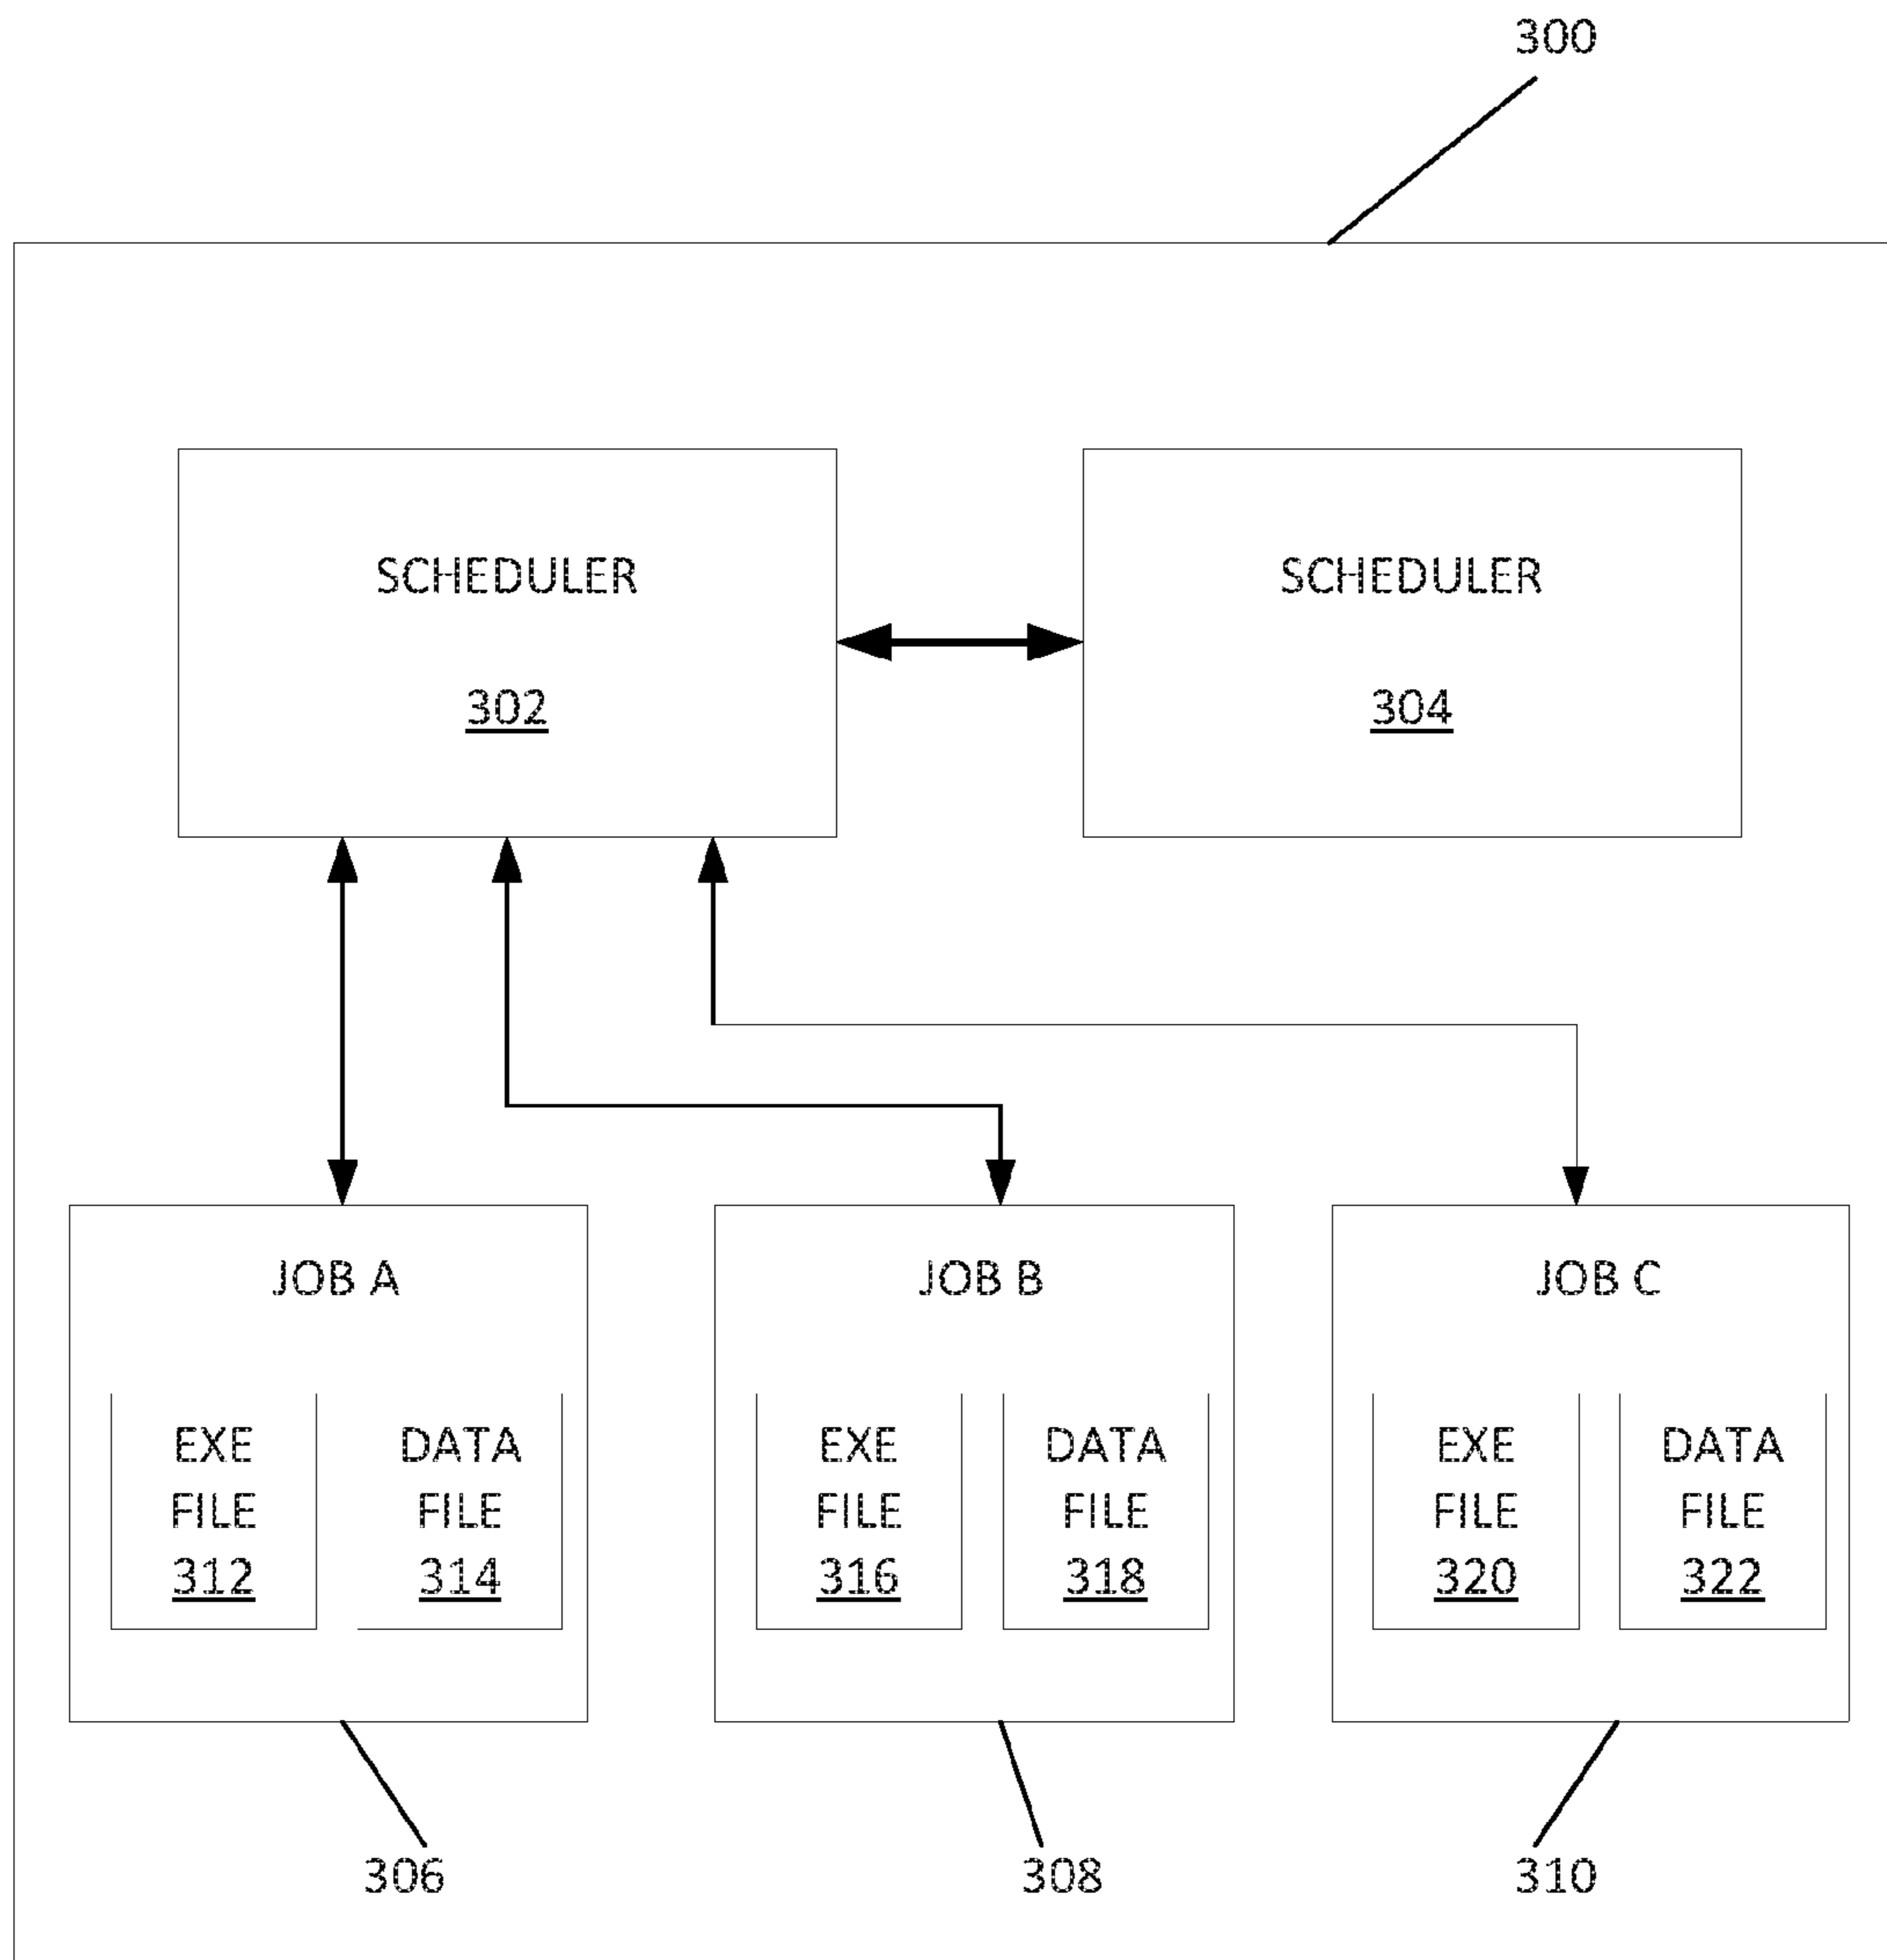 300
SCHEDULER
302
SCHEDULER
304
JOB A
EXE
FILE
312
DATA
FILE
314
JOB B
EXE
FILE
316
DATA
FILE
318
JOB C
EXE
FILE
320
DATA
FILE
322
306
308
310